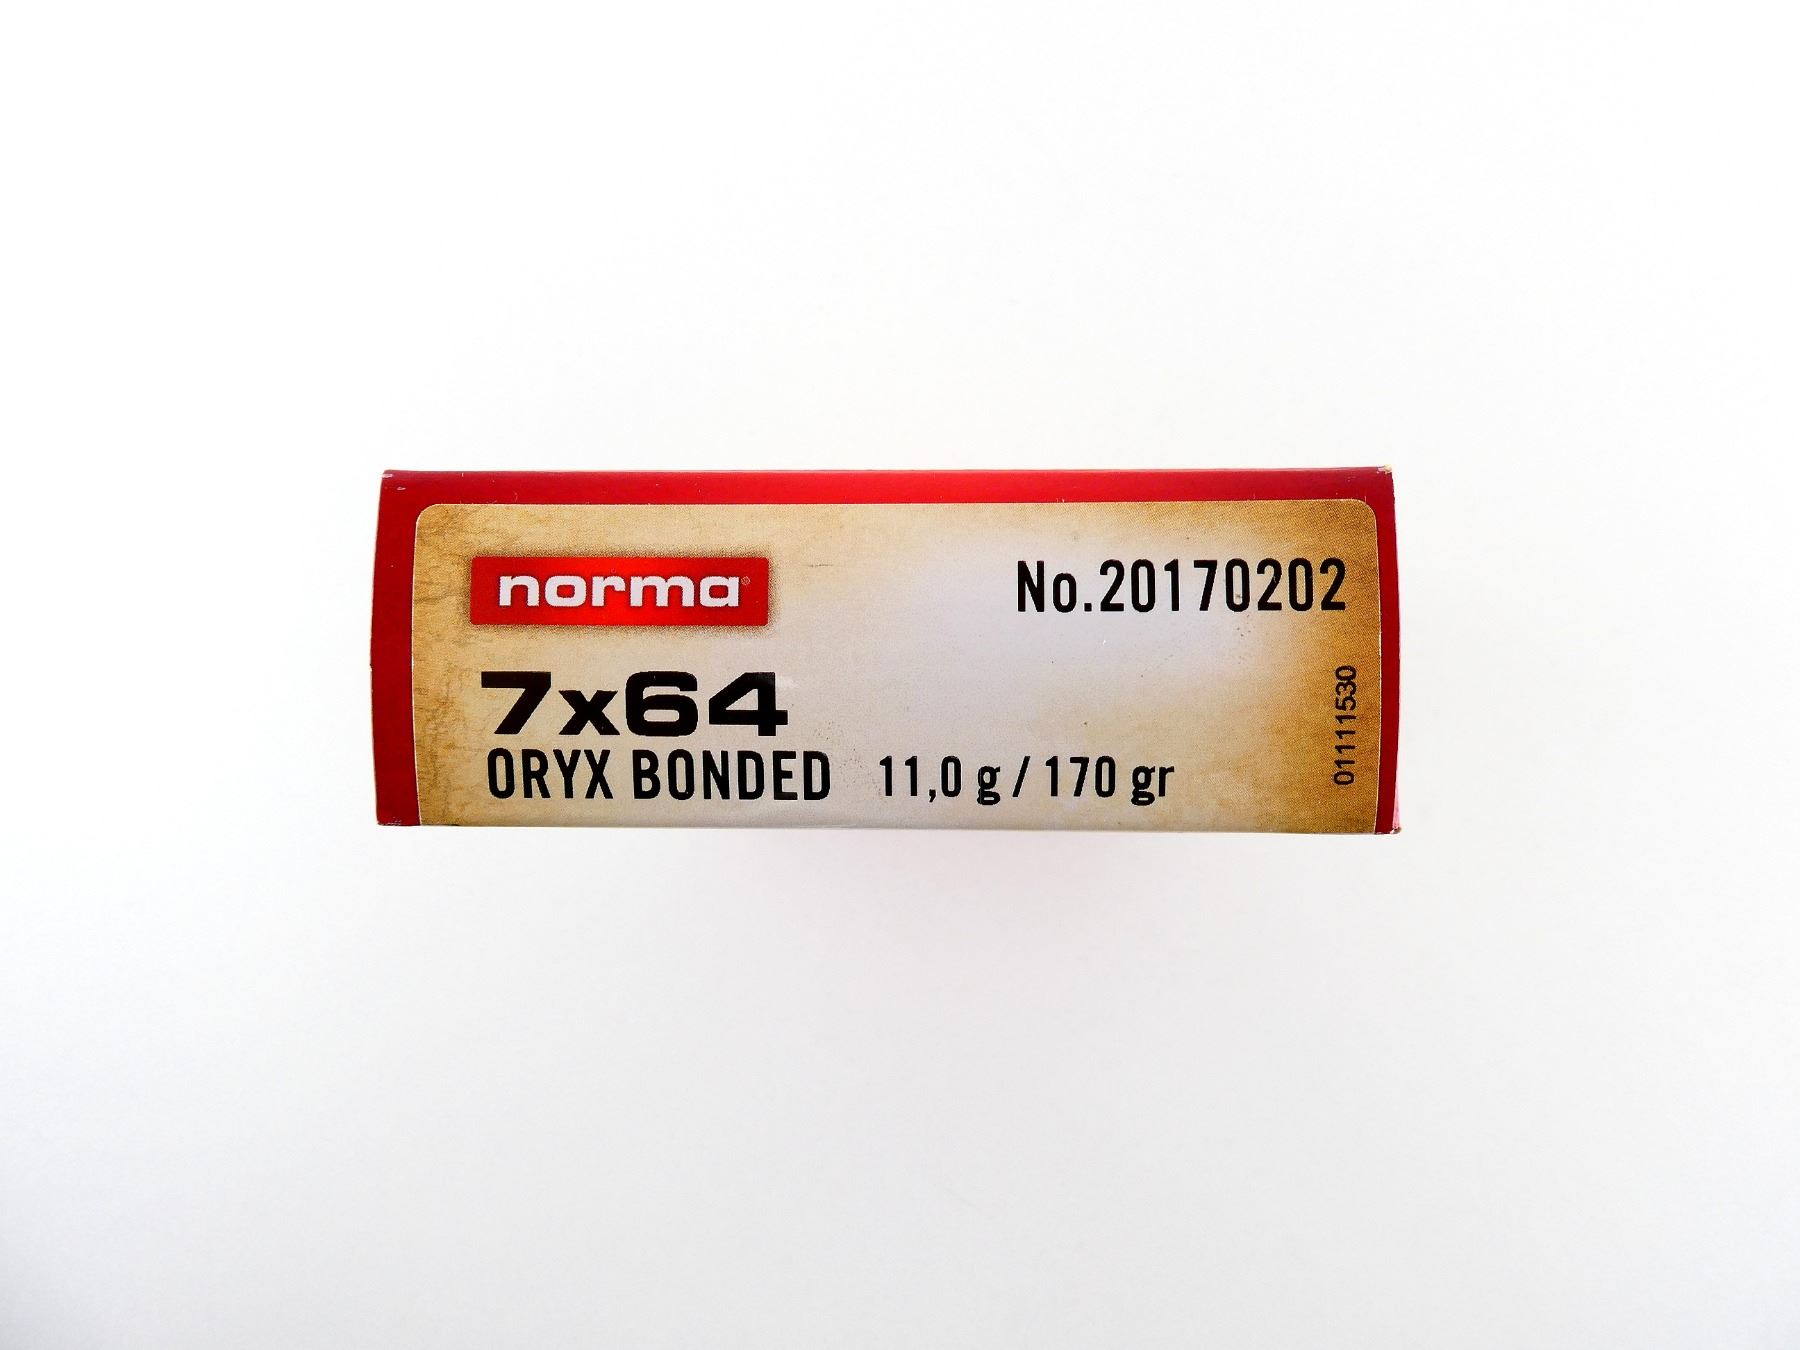 norma®
No.20170202
7x64
ORYX BONDED 11,0 g / 170 gr
01111530